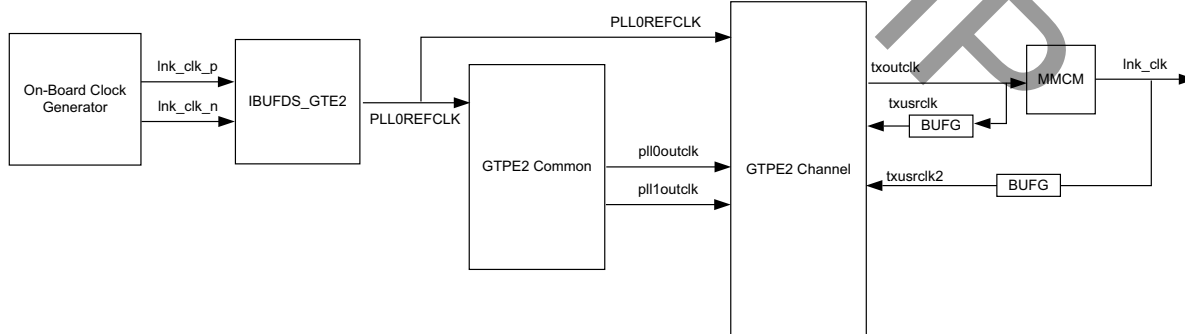 PLL0REFCLK
On-Board Clock
Generator
lnk_clk_p
lnk_clk_n
IBUFDS_GTE2
PLL0REFCLK
GTPE2 Common
pll0outclk
pll1outclk
GTPE2 Channel
txoutclk
txusrclk
BUFG
MMCM
lnk_clk
txusrclk2
BUFG
IP